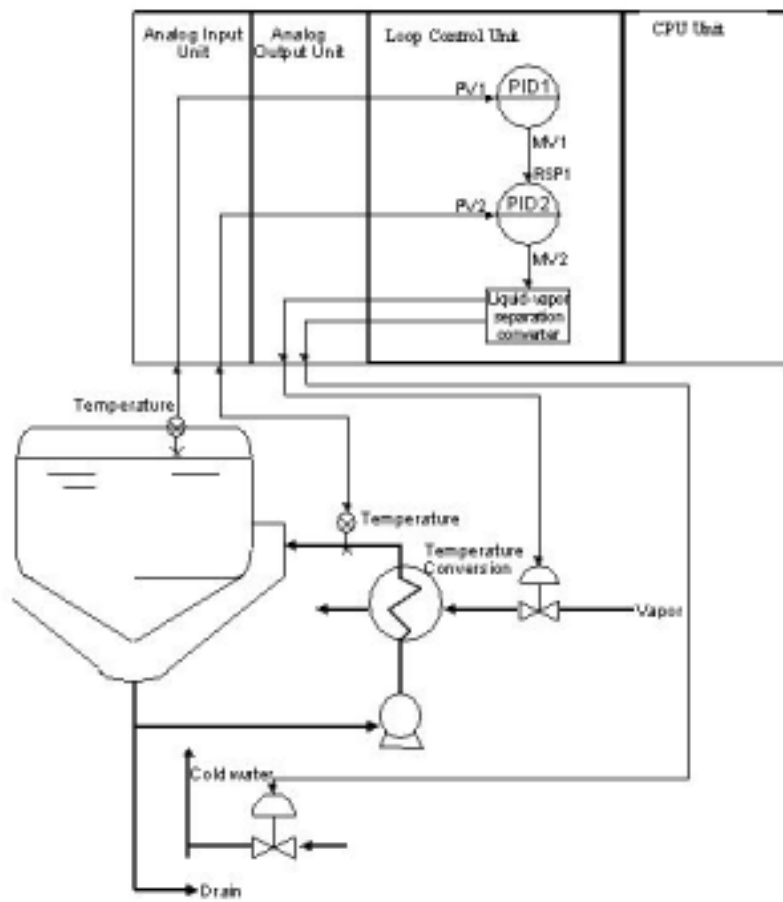 Analog Input
Unit
Analog
Output Unit
Loop Control Unit
CPU Unit
PV1
PID1
MV1
RSP1
PV2
PID2
MV2
Liquid-vapor
separation
converter
Temperature
Temperature
Temperature
Conversion
Vapor
Cold water
Drain